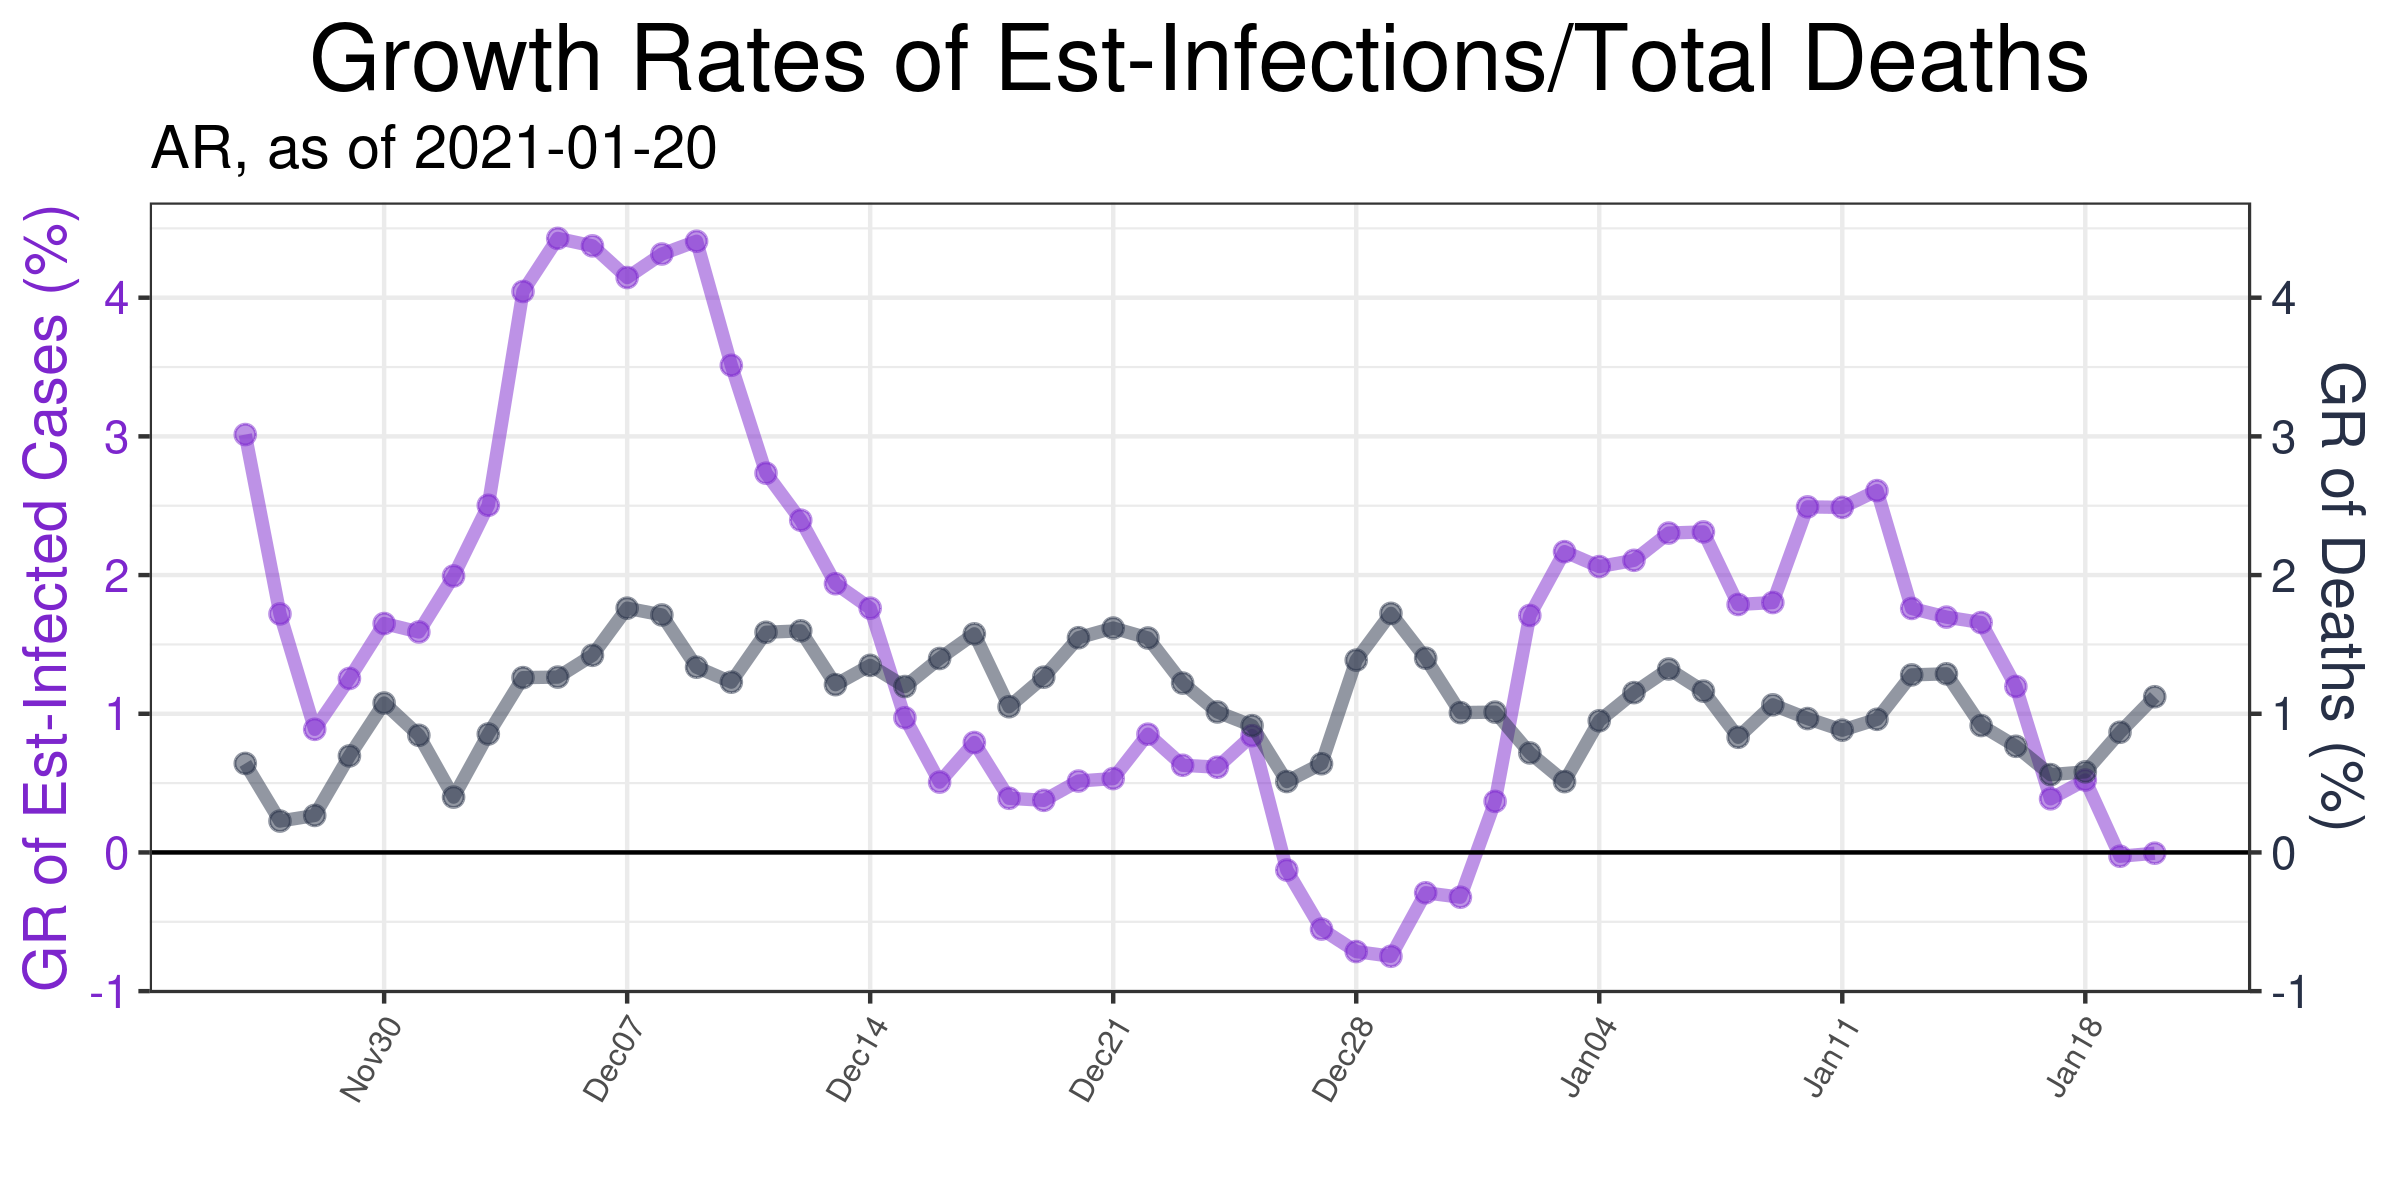 Growth Rates of Est-Infections/Total Deaths
AR, as of 2021-01-20
GR of Est-Infected Cases (%)
4
3
2
1
0
-1
4
3
2
1
0
-1
GR of Deaths (%)
Nov30
Dec07
Dec14
Dec21
Dec28
Jan04
Jan11
Jan18